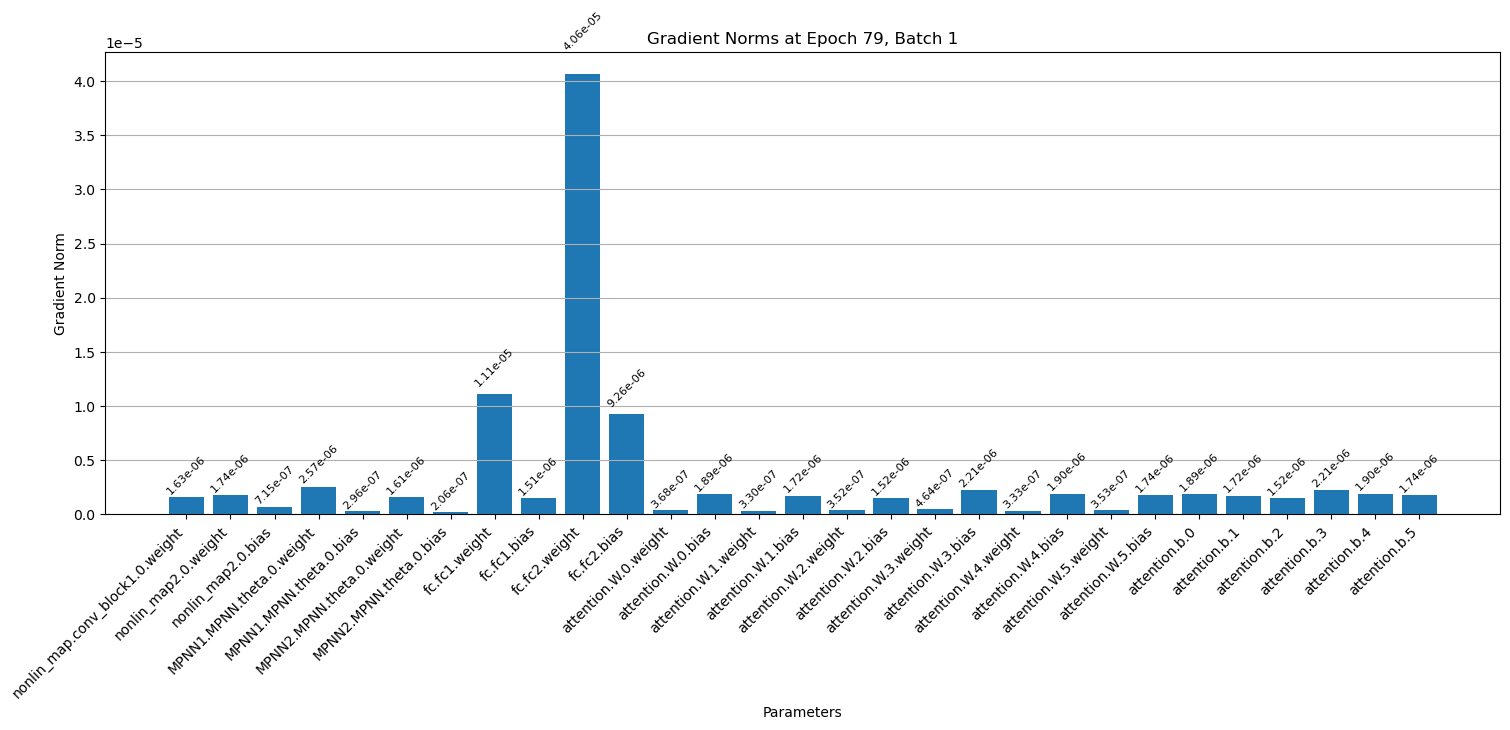 Gradient Norms at Epoch 79, Batch 1
1e−5
Gradient Norm
4.0
3.5
3.0
2.5
2.0
1.5
1.0
0.5
0.0
1.63e-06
1.74e-06
7.15e-07
2.57e-06
2.96e-07
1.61e-06
2.06e-07
1.11e-05
1.51e-06
4.06e-05
9.26e-06
3.68e-07
1.89e-06
3.30e-07
1.72e-06
3.52e-07
1.52e-06
4.64e-07
2.21e-06
3.33e-07
1.90e-06
3.53e-07
1.74e-06
1.89e-06
1.72e-06
1.52e-06
2.21e-06
1.90e-06
1.74e-06
nonlin_map.conv_block1.0.weight
nonlin_map2.0.weight
nonlin_map2.0.bias
MPNN1.MPNN.theta.0.weight
MPNN1.MPNN.theta.0.bias
MPNN2.MPNN.theta.0.weight
MPNN2.MPNN.theta.0.bias
fc.fc1.weight
fc.fc1.bias
fc.fc2.weight
fc.fc2.bias
attention.W.0.weight
attention.W.0.bias
attention.W.1.weight
attention.W.1.bias
attention.W.2.weight
attention.W.2.bias
attention.W.3.weight
attention.W.3.bias
attention.W.4.weight
attention.W.4.bias
attention.W.5.weight
attention.W.5.bias
attention.b.0
attention.b.1
attention.b.2
attention.b.3
attention.b.4
attention.b.5
Parameters